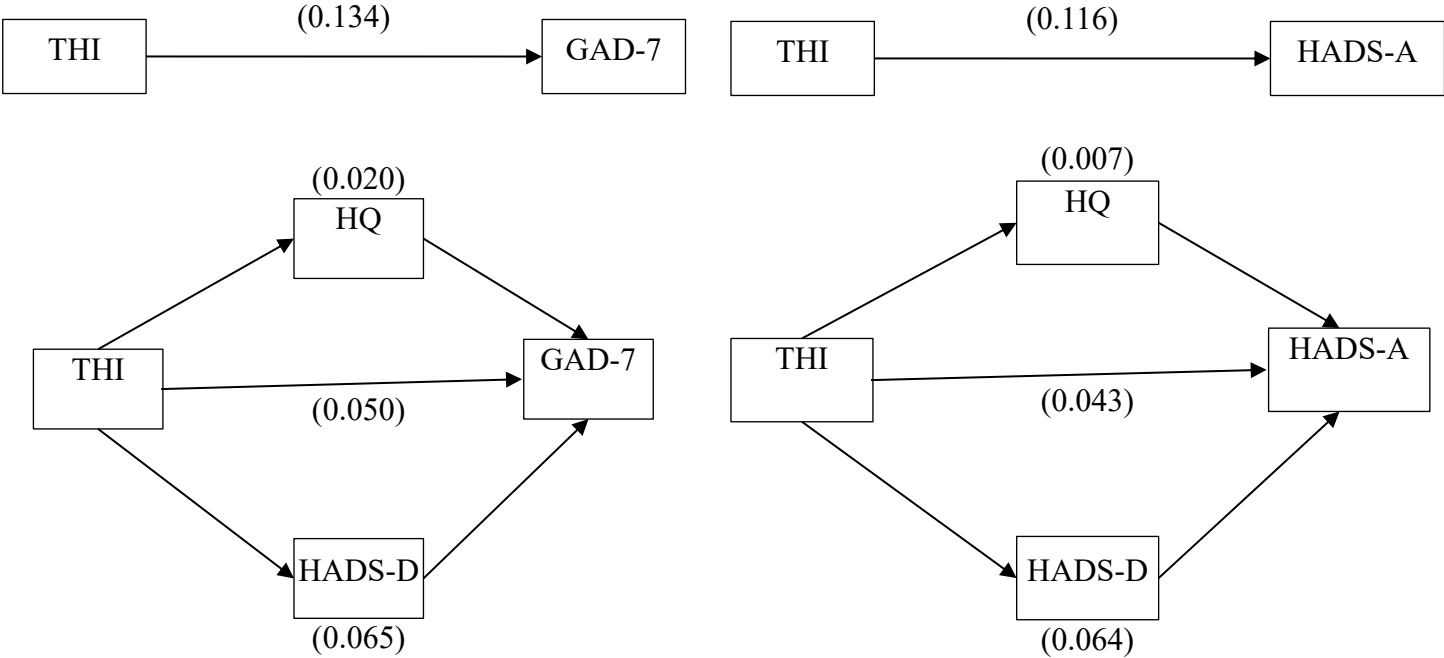 (0.134)
THI
GAD-7
(0.116)
THI
HADS-A
(0.020)
HQ
THI
GAD-7
(0.050)
HADS-D
(0.065)
(0.007)
HQ
THI
HADS-A
(0.043)
HADS-D
(0.064)